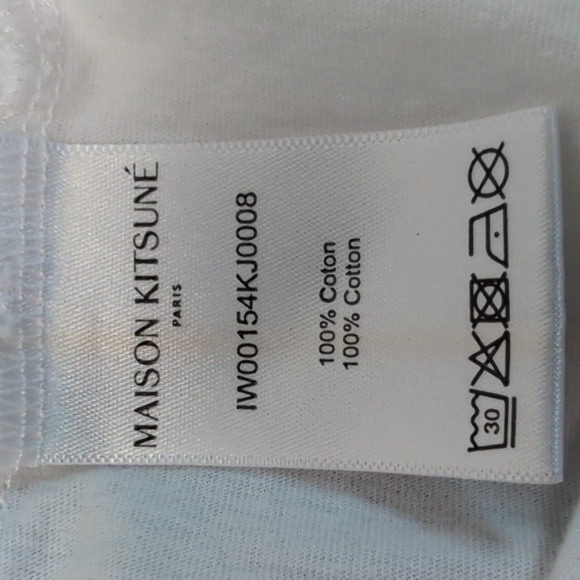 MAISON KITSUNÉ
PARIS
IW00154KJ0008
100% Coton
100% Cotton
30